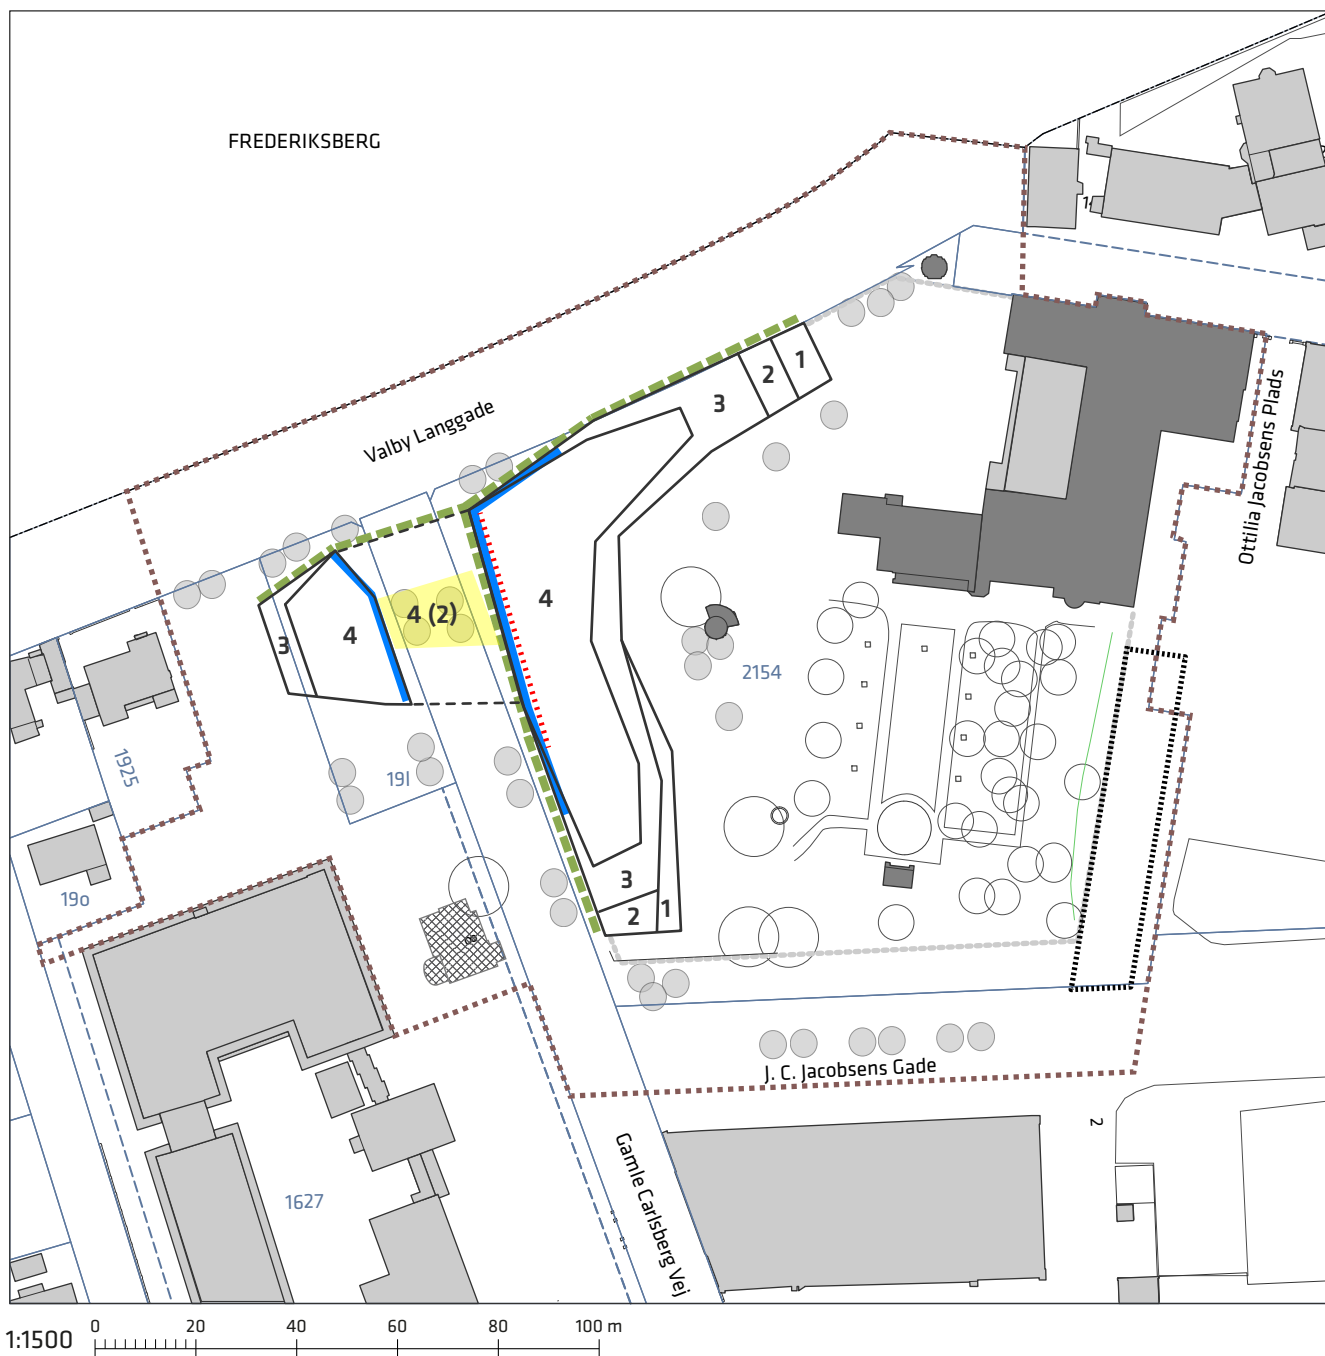 FREDERIKSBERG
Valby Langgade
Ottilia Jacobsens Plads
1
2
3
4
4 (2)
4
3
2154
1925
19l
19o
3
2
1
J. C. Jacobsens Gade
2
Gamle Carlsberg Vej
1627
1:1500
0 20 40 60 80 100 m